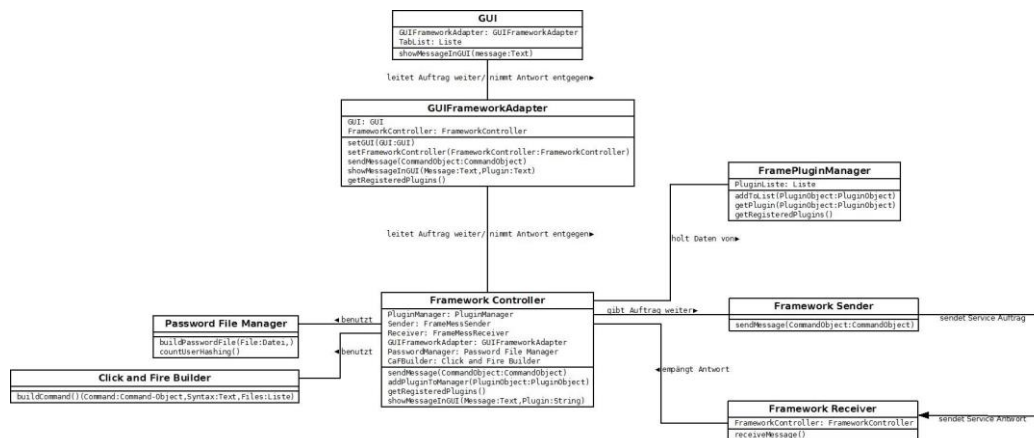 GUI
GUIFrameworkAdapter: GUIFrameworkAdapter
TabList: Liste
showMessageInGUI(message:Text)
leitet Auftrag weiter/ nimmt Antwort entgegen►
GUIFrameworkAdapter
GUI: GUI
FrameworkController: FrameworkController
setGUI(GUI:GUI)
setFrameworkController(FrameworkController:FrameworkController)
sendMessage(CommandObject:CommandObject)
showMessageInGUI(Message:Text,Plugin:Text)
getRegisteredPlugins()
FramePluginManager
PluginListe: Liste
addToList(PluginObject:PluginObject)
getPlugin(PluginObject:PluginObject)
getRegisteredPlugins()
leitet Auftrag weiter/ nimmt Antwort entgegen►
holt Daten von►
Framework Controller
PluginManager: PluginManager
Sender: FrameMessSender
Receiver: FrameMessReceiver
GUIFrameworkAdapter: GUIFrameworkAdapter
PasswordManager: Password File Manager
CaFBuilder: Click and Fire Builder
sendMessage(CommandObject:CommandObject)
addPluginToManager(PluginObject:PluginObject)
getRegisteredPlugins()
showMessageInGUI(Message:Text,Plugin:String)
gibt Auftrag weiter►
Framework Sender
sendMessage(CommandObject:CommandObject)
sendet Service Auftrag
◄ benutzt
Password File Manager
buildPasswordFile(File:Datei,)
countUserHashing()
◄benutzt
Click and Fire Builder
buildCommand()(Command:Command-Object,Syntax:Text,Files:Liste)
◄empängt Antwort
Framework Receiver
FrameworkController: FrameworkController
receiveMessage()
sendet Service Antwort